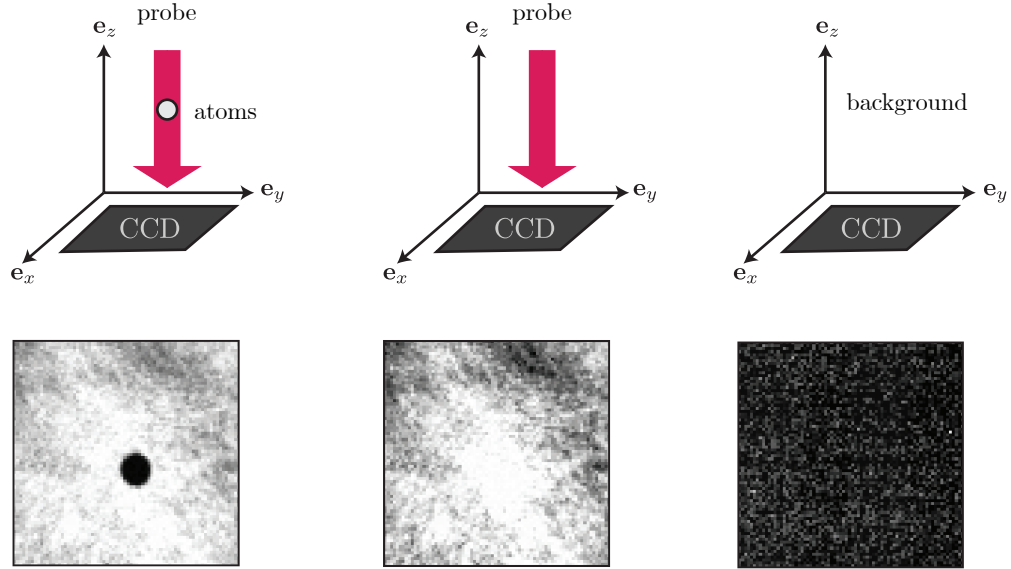 probe
e_z
atoms
e_y
CCD
e_x
probe
e_z
e_y
CCD
e_x
e_z
background
e_y
CCD
e_x